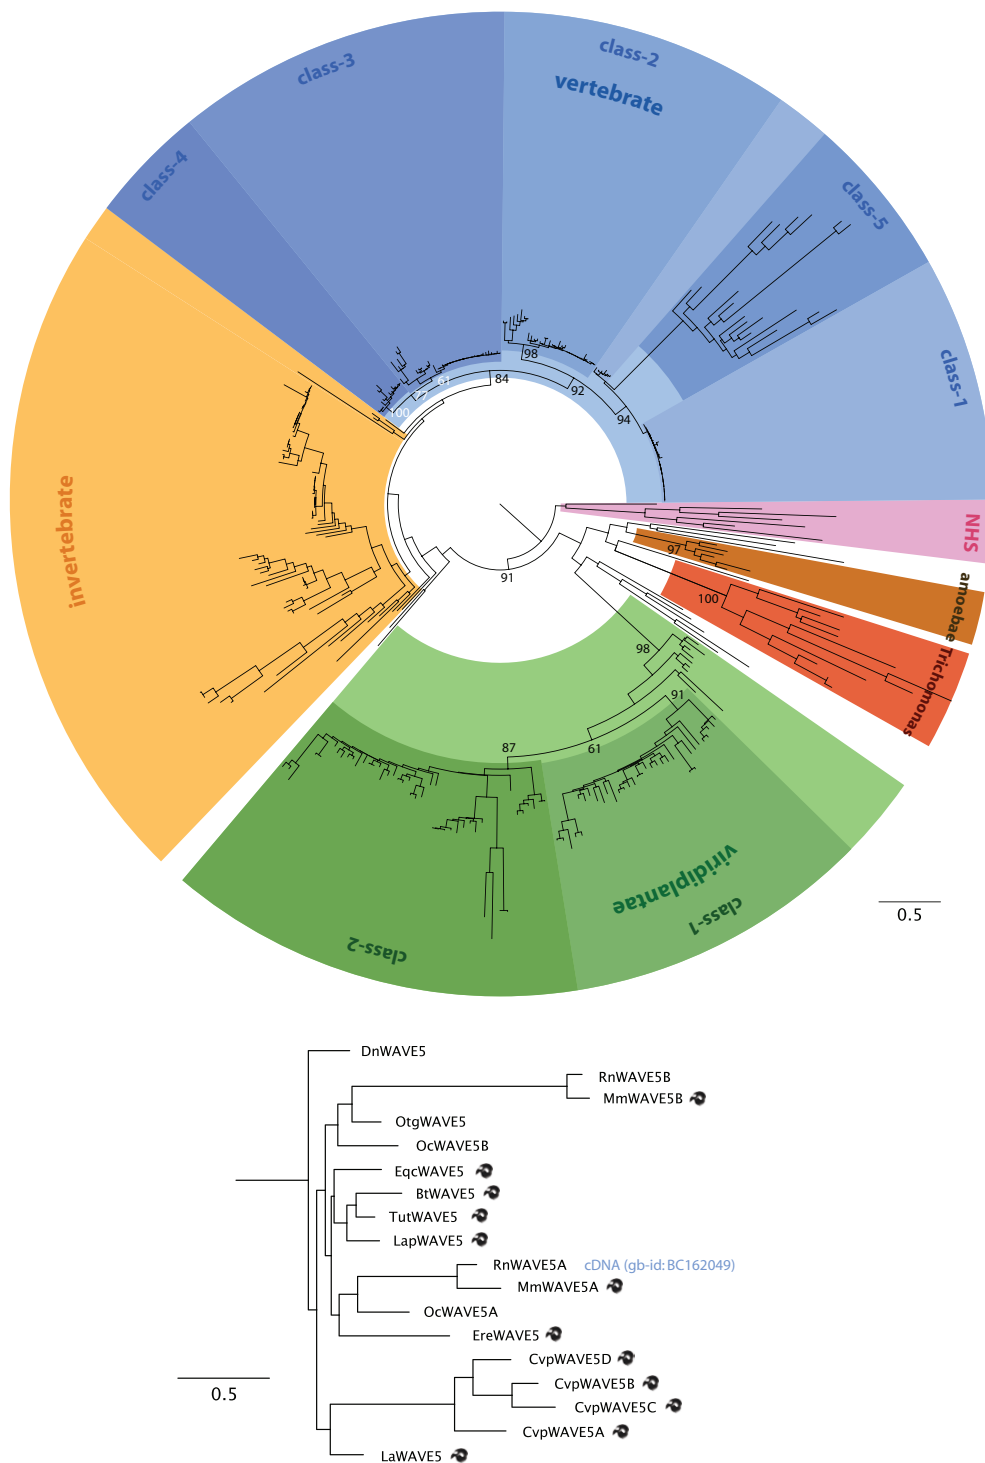 class-3
class-2
vertebrate
class-4
class-5
class-1
98
84
92
94
61
77
100
invertebrate
NHS
97
amoebae
91
100
Trichomonas
98
91
87
61
viridiplantae
class-1
class-2
0.5
DnWAVE5
RnWAVE5B
MmWAVE5B
OtgWAVE5
OcWAVE5B
EqcWAVE5
BtWAVE5
TutWAVE5
LapWAVE5
RnWAVE5A cDNA (gb-id: BC162049)
MmWAVE5A
OcWAVE5A
EreWAVE5
CvpWAVE5D
CvpWAVE5B
CvpWAVE5C
CvpWAVE5A
LaWAVE5
0.5